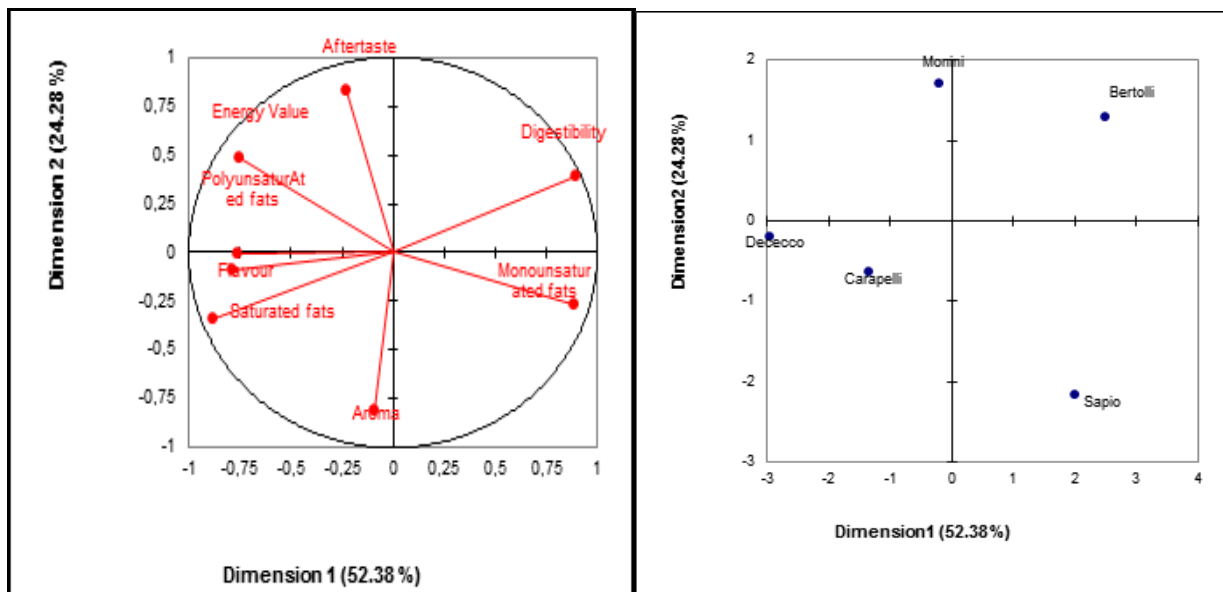 Aftertaste
1
0,75
Energy Value
Digestibility
0,5
PolyunsaturAt
ed fats
0,25
0
Flavour
Monounsatur
ated fats
-0,25
Saturated fats
-0,5
-0,75
Aroma
-1
-1 -0,75 -0,5 -0,25 0 0,25 0,5 0,75 1
Dimension 2 (24.28 %)
Dimension 1 (52.38 %)
2
Monini
Bertolli
1
0
Dececco
Carapelli
-1
-2
Sapio
-3
-3 -2 -1 0 1 2 3 4
Dimension2 (24.28%)
Dimension1 (52.38%)